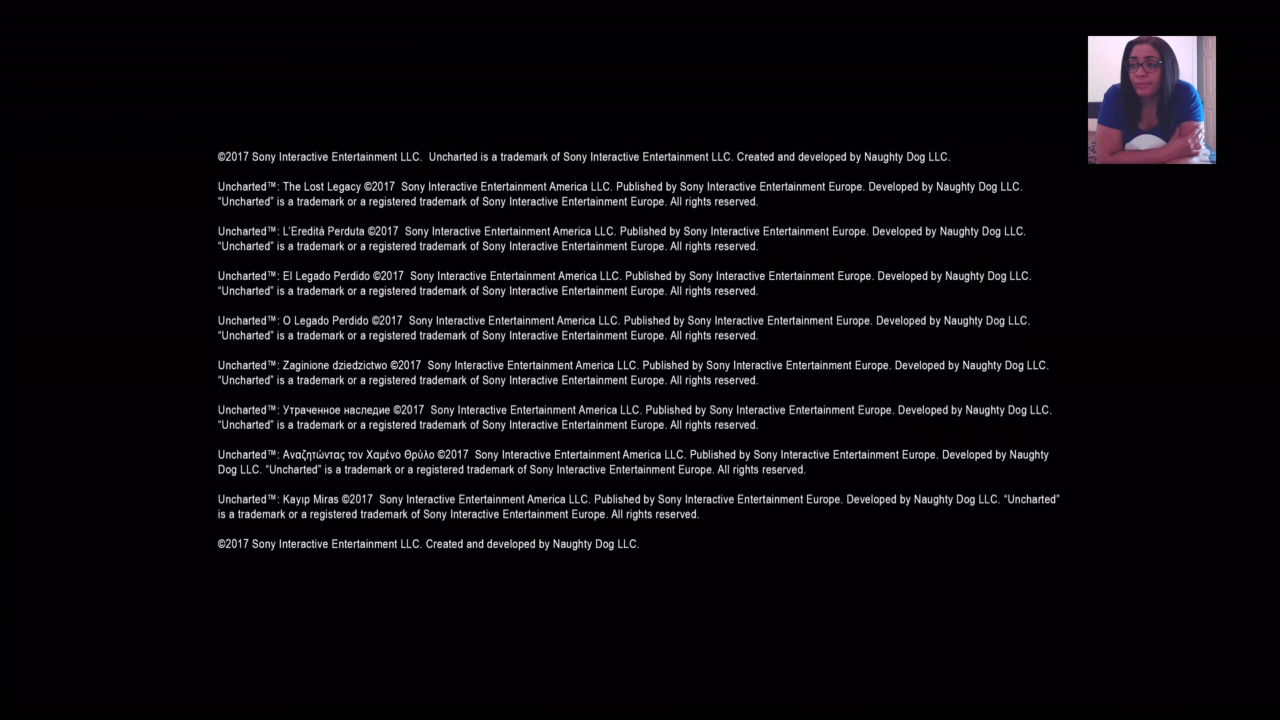 ©2017 Sony Interactive Entertainment LLC.  Uncharted is a trademark of Sony Interactive Entertainment LLC. Created and developed by Naughty Dog LLC.
Uncharted™: The Lost Legacy ©2017  Sony Interactive Entertainment America LLC. Published by Sony Interactive Entertainment Europe. Developed by Naughty Dog LLC.
“Uncharted” is a trademark or a registered trademark of Sony Interactive Entertainment Europe. All rights reserved.
Uncharted™: L’Eredità Perduta ©2017  Sony Interactive Entertainment America LLC. Published by Sony Interactive Entertainment Europe. Developed by Naughty Dog LLC.
“Uncharted” is a trademark or a registered trademark of Sony Interactive Entertainment Europe. All rights reserved.
Uncharted™: El Legado Perdido ©2017  Sony Interactive Entertainment America LLC. Published by Sony Interactive Entertainment Europe. Developed by Naughty Dog LLC.
“Uncharted” is a trademark or a registered trademark of Sony Interactive Entertainment Europe. All rights reserved.
Uncharted™: O Legado Perdido ©2017  Sony Interactive Entertainment America LLC. Published by Sony Interactive Entertainment Europe. Developed by Naughty Dog LLC.
“Uncharted” is a trademark or a registered trademark of Sony Interactive Entertainment Europe. All rights reserved.
Uncharted™: Zaginione dziedzictwo ©2017  Sony Interactive Entertainment America LLC. Published by Sony Interactive Entertainment Europe. Developed by Naughty Dog LLC.
“Uncharted” is a trademark or a registered trademark of Sony Interactive Entertainment Europe. All rights reserved.
Uncharted™: Утраченное наследие ©2017  Sony Interactive Entertainment America LLC. Published by Sony Interactive Entertainment Europe. Developed by Naughty Dog LLC.
“Uncharted” is a trademark or a registered trademark of Sony Interactive Entertainment Europe. All rights reserved.
Uncharted™: Αναζητώντας τον Χαμένο Θρύλο ©2017  Sony Interactive Entertainment America LLC. Published by Sony Interactive Entertainment Europe. Developed by Naughty
Dog LLC. “Uncharted” is a trademark or a registered trademark of Sony Interactive Entertainment Europe. All rights reserved.
Uncharted™: Kayıp Miras ©2017  Sony Interactive Entertainment America LLC. Published by Sony Interactive Entertainment Europe. Developed by Naughty Dog LLC. “Uncharted”
is a trademark or a registered trademark of Sony Interactive Entertainment Europe. All rights reserved.
©2017 Sony Interactive Entertainment LLC. Created and developed by Naughty Dog LLC.